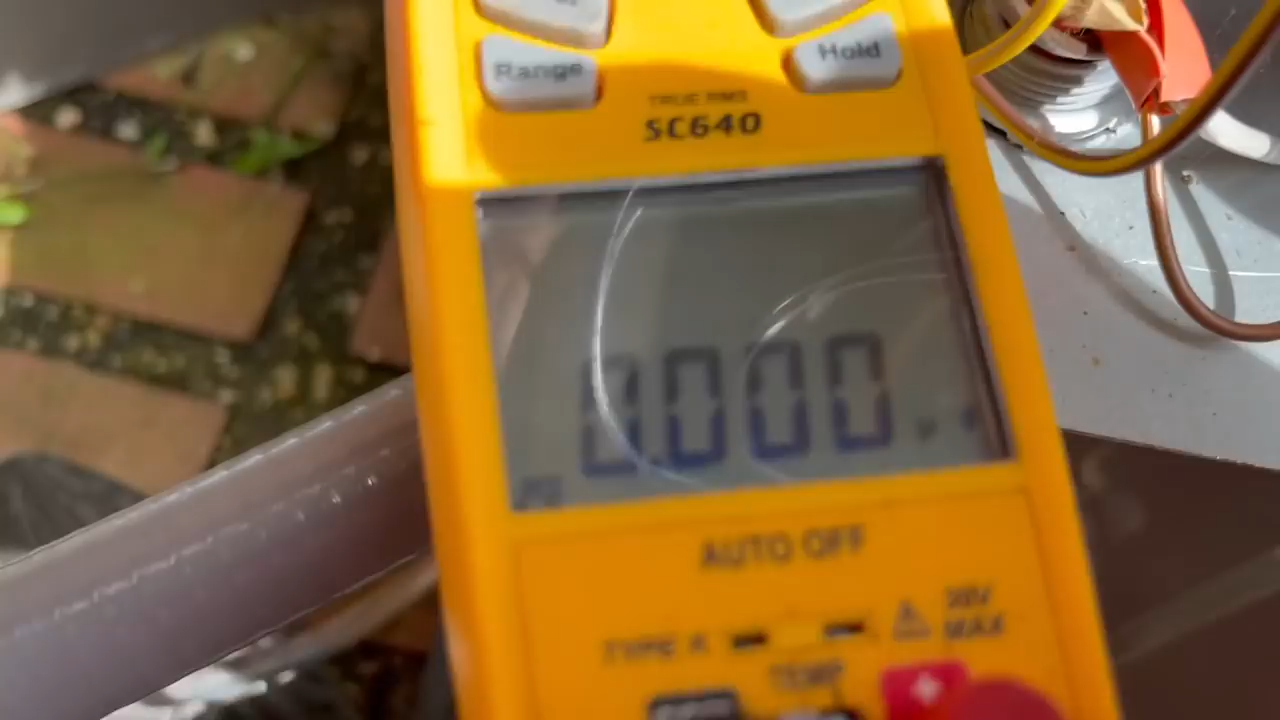 Range
Hold
TRUE RMS
SC640
0.000
AUTO OFF
TYPE K
30V
MAX
TEMP
+